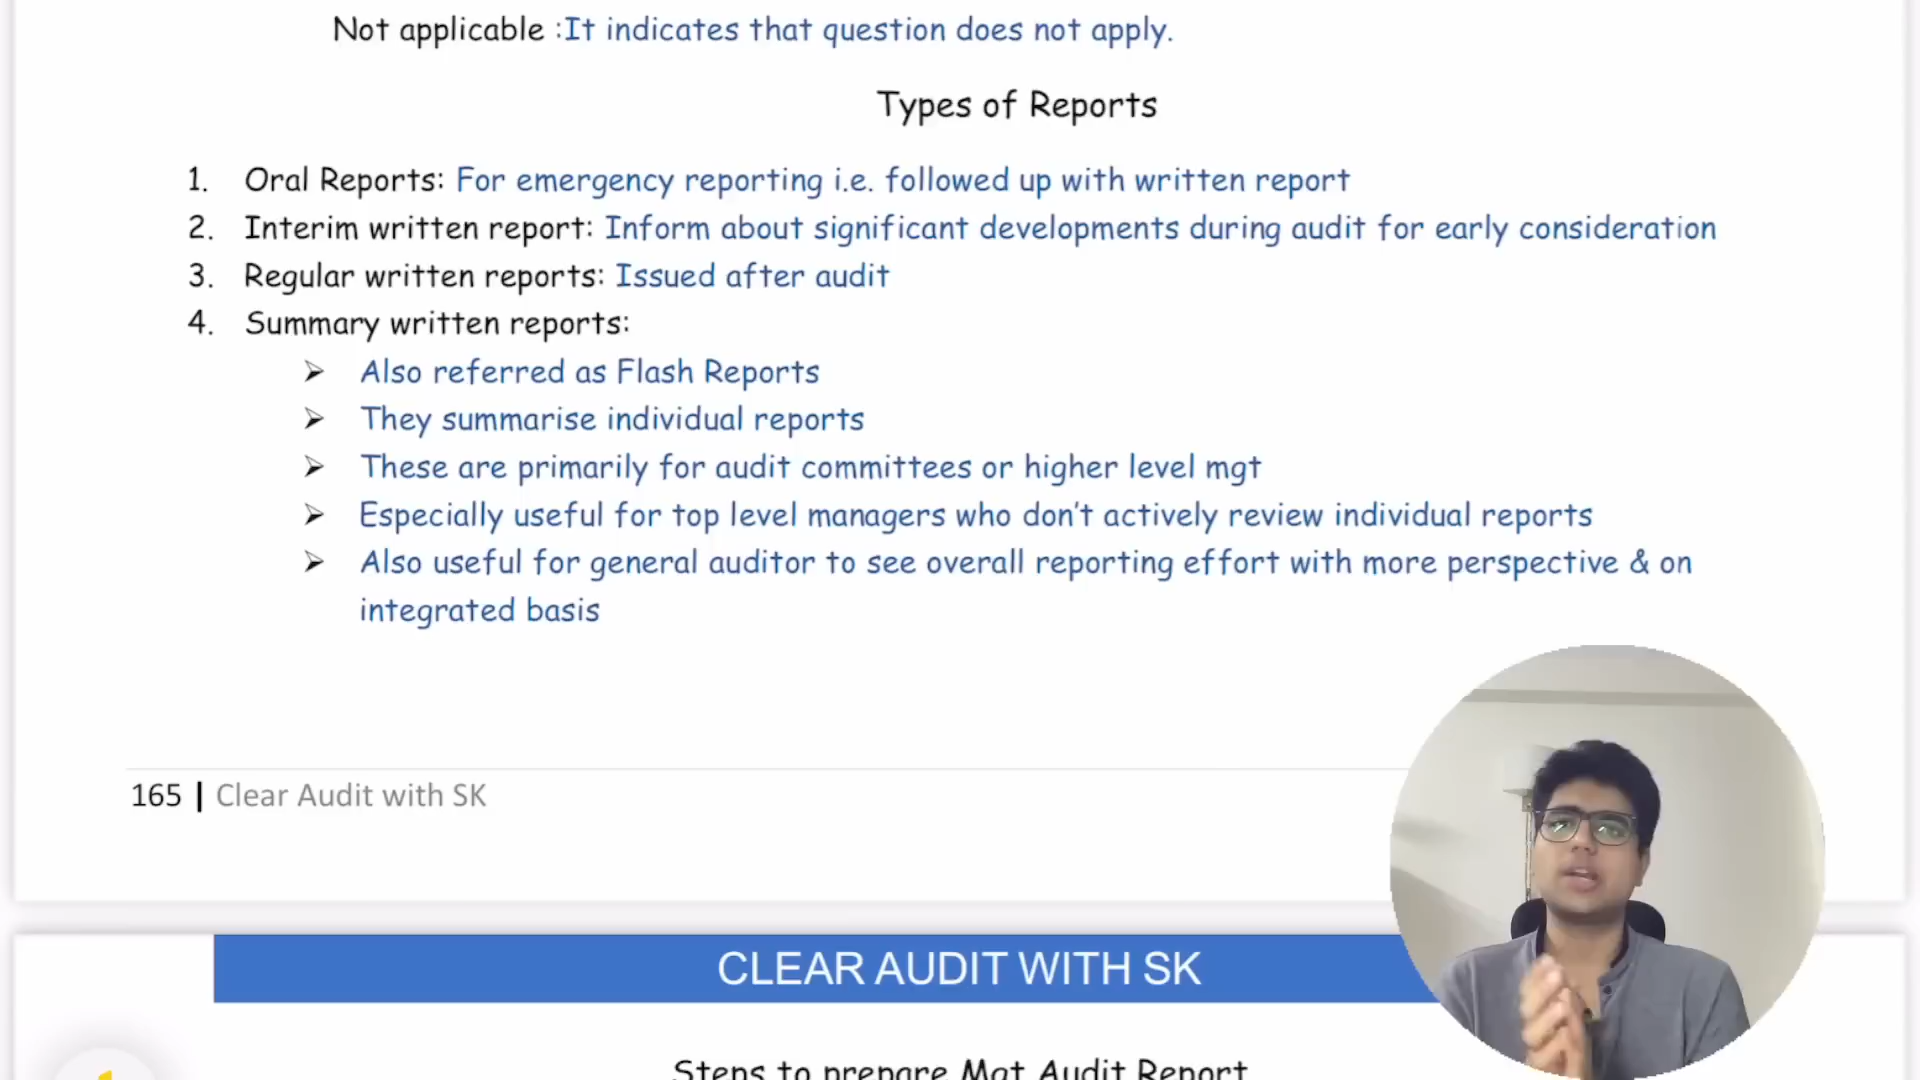 Not applicable :It indicates that question does not apply.
Types of Reports
1. Oral Reports: For emergency reporting i.e. followed up with written report
2. Interim written report: Inform about significant developments during audit for early consideration
3. Regular written reports: Issued after audit
4. Summary written reports:
➢ Also referred as Flash Reports
➢ They summarise individual reports
➢ These are primarily for audit committees or higher level mgt
➢ Especially useful for top level managers who don't actively review individual reports
➢ Also useful for general auditor to see overall reporting effort with more perspective & on
integrated basis
165 | Clear Audit with SK
CLEAR AUDIT WITH SK
Steps to prepare Mgt Audit Report